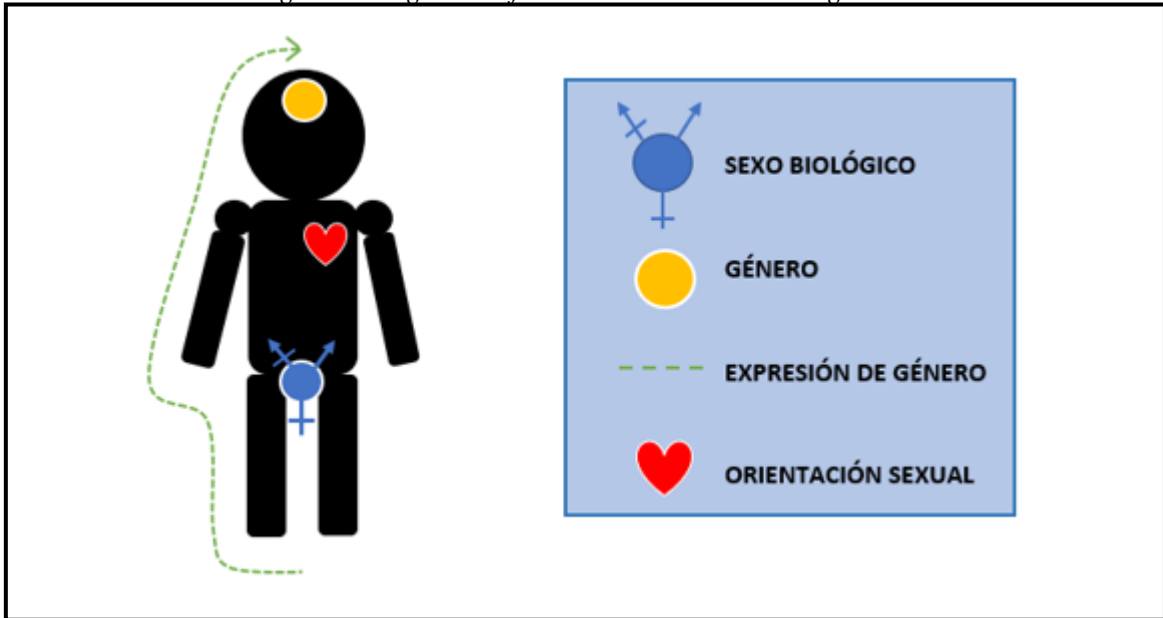 SEXO BIOLÓGICO
GÉNERO
EXPRESIÓN DE GÉNERO
ORIENTACIÓN SEXUAL